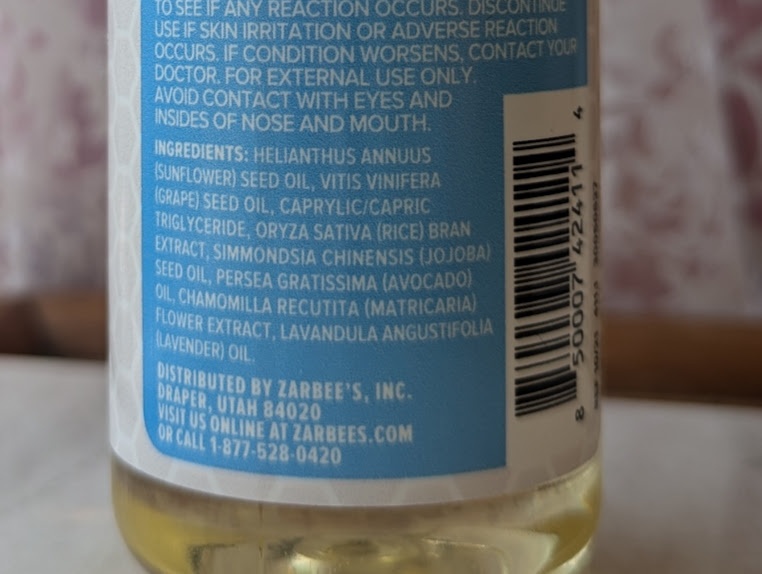 TO SEE IF ANY REACTION OCCURS. DISCONTINUE
USE IF SKIN IRRITATION OR ADVERSE REACTION
OCCURS. IF CONDITION WORSENS, CONTACT YOUR
DOCTOR. FOR EXTERNAL USE ONLY.
AVOID CONTACT WITH EYES AND
INSIDES OF NOSE AND MOUTH.
INGREDIENTS: HELIANTHUS ANNUUS
(SUNFLOWER) SEED OIL, VITIS VINIFERA
(GRAPE) SEED OIL, CAPRYLIC/CAPRIC
TRIGLYCERIDE, ORYZA SATIVA (RICE) BRAN
EXTRACT, SIMMONDSIA CHINENSIS (JOJOBA)
SEED OIL, PERSEA GRATISSIMA (AVOCADO)
OIL, CHAMOMILLA RECUTITA (MATRICARIA)
FLOWER EXTRACT, LAVANDULA ANGUSTIFOLIA
(LAVENDER) OIL.
DISTRIBUTED BY ZARBEE'S, INC.
DRAPER, UTAH 84020
VISIT US ONLINE AT ZARBEES.COM
OR CALL 1-877-528-0420
8 50007 42411 4